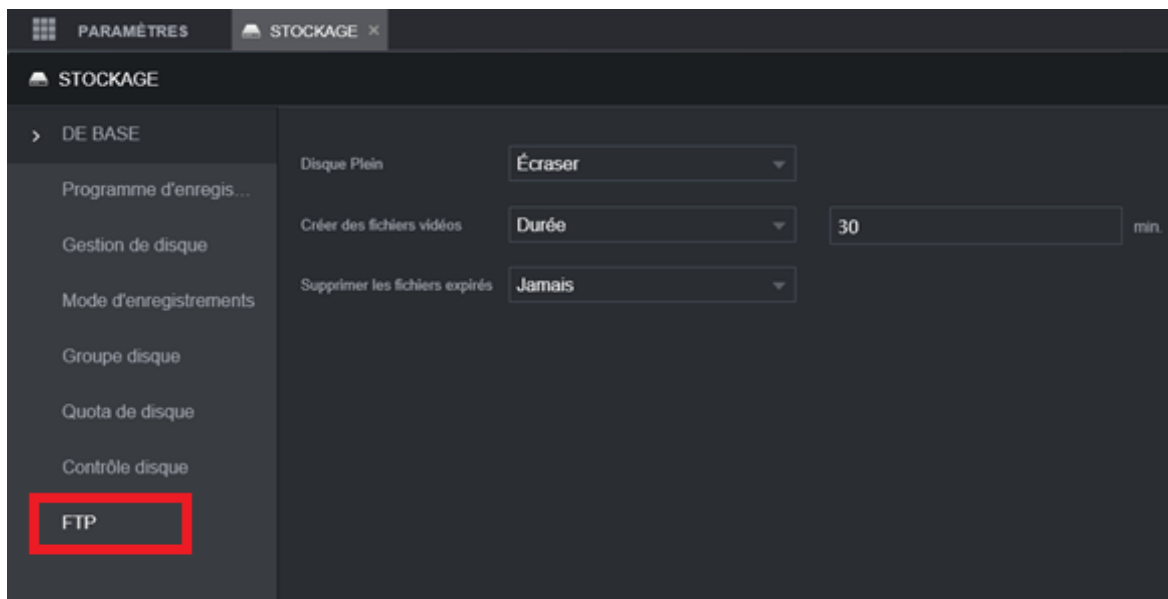 PARAMÈTRES
STOCKAGE ×
STOCKAGE
DE BASE
Programme d'enregis...
Gestion de disque
Mode d'enregistrements
Groupe disque
Quota de disque
Contrôle disque
FTP
Disque Plein Écraser
Créer des fichiers vidéos Durée 30 min.
Supprimer les fichiers expirés Jamais